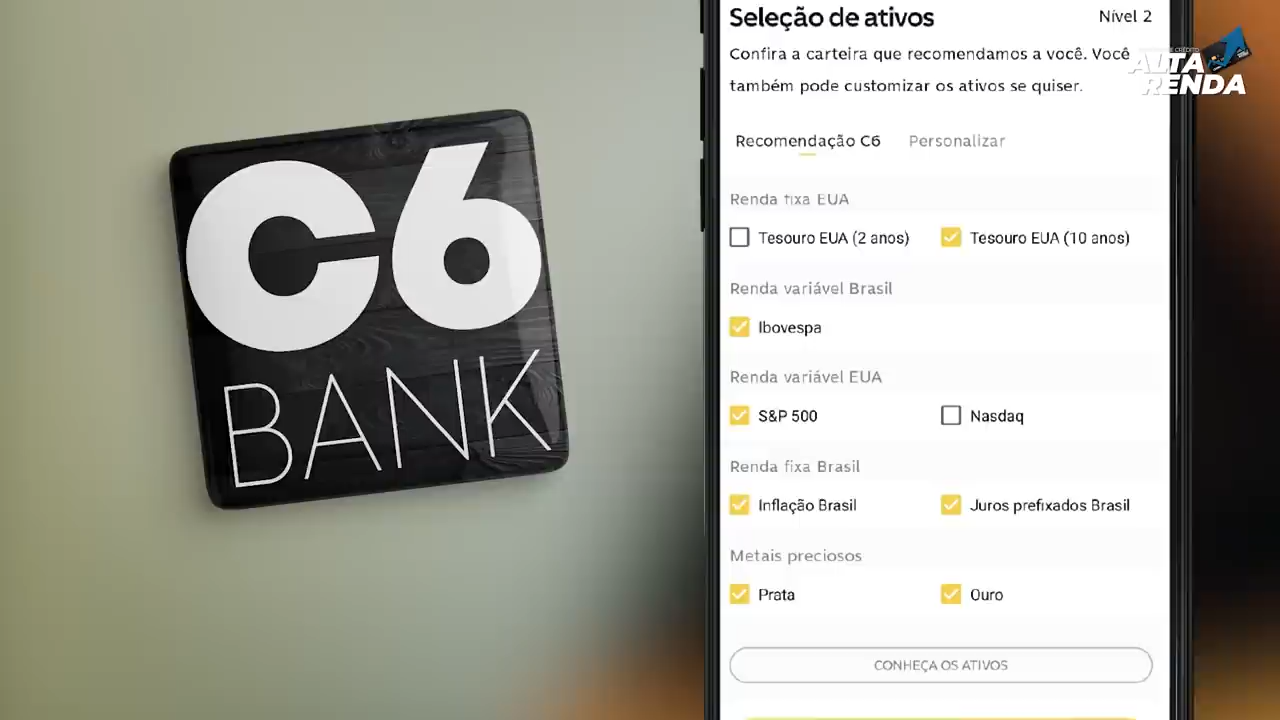 C6
BANK
Seleção de ativos
Nível 2
Confira a carteira que recomendamos a você. Você
também pode customizar os ativos se quiser.
ALTA
RENDA
Recomendação C6
Personalizar
Renda fixa EUA
Tesouro EUA (2 anos)
Tesouro EUA (10 anos)
Renda variável Brasil
Ibovespa
Renda variável EUA
S&P 500
Nasdaq
Renda fixa Brasil
Inflação Brasil
Juros prefixados Brasil
Metais preciosos
Prata
Ouro
CONHEÇA OS ATIVOS